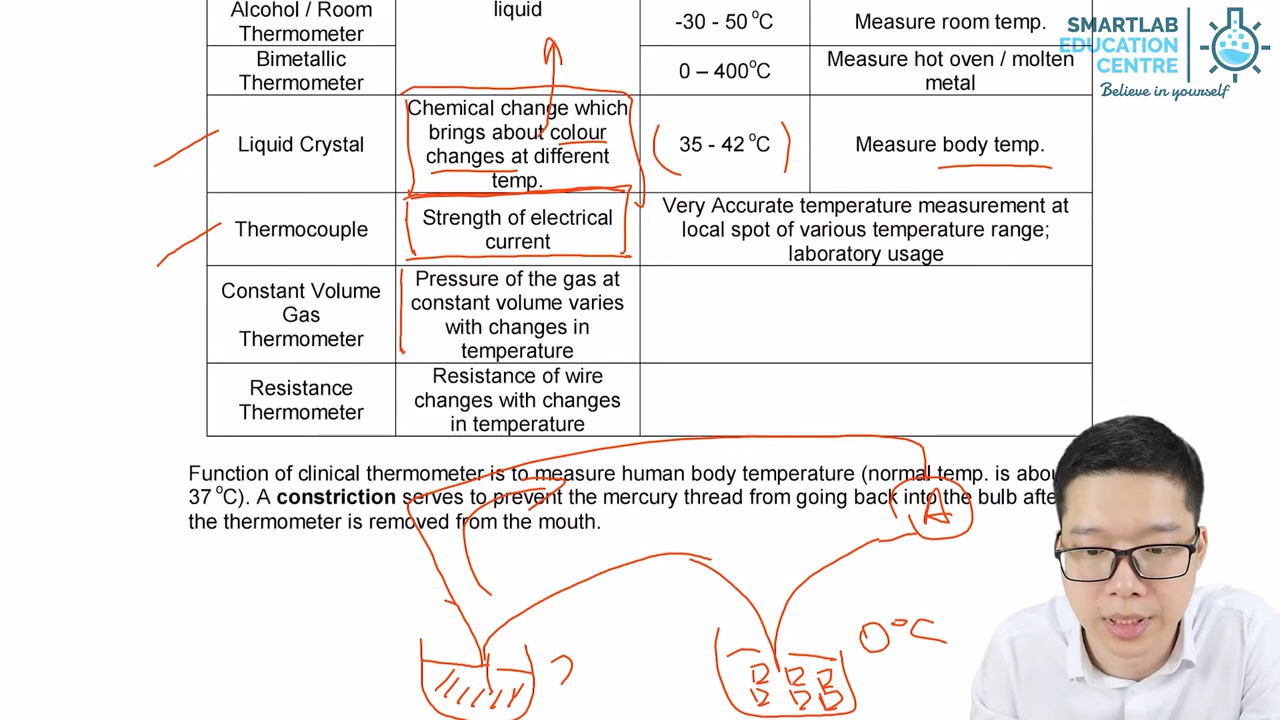 Alcohol / Room
Thermometer
liquid
-30 - 50 °C
Measure room temp.
Bimetallic
Thermometer
0 – 400°C
Measure hot oven / molten
metal
Liquid Crystal
Chemical change which
brings about colour
changes at different
temp.
35 - 42 °C
Measure body temp.
Thermocouple
Strength of electrical
current
Very Accurate temperature measurement at
local spot of various temperature range;
laboratory usage
Constant Volume
Gas
Thermometer
Pressure of the gas at
constant volume varies
with changes in
temperature
Resistance
Thermometer
Resistance of wire
changes with changes
in temperature
Function of clinical thermometer is to measure human body temperature (normal temp. is
37 °C). A constriction serves to prevent the mercury thread from going back into the bulb
the thermometer is removed from the mouth.
A
0°C
?
SMARTLAB
EDUCATION
CENTRE
Believe in yourself